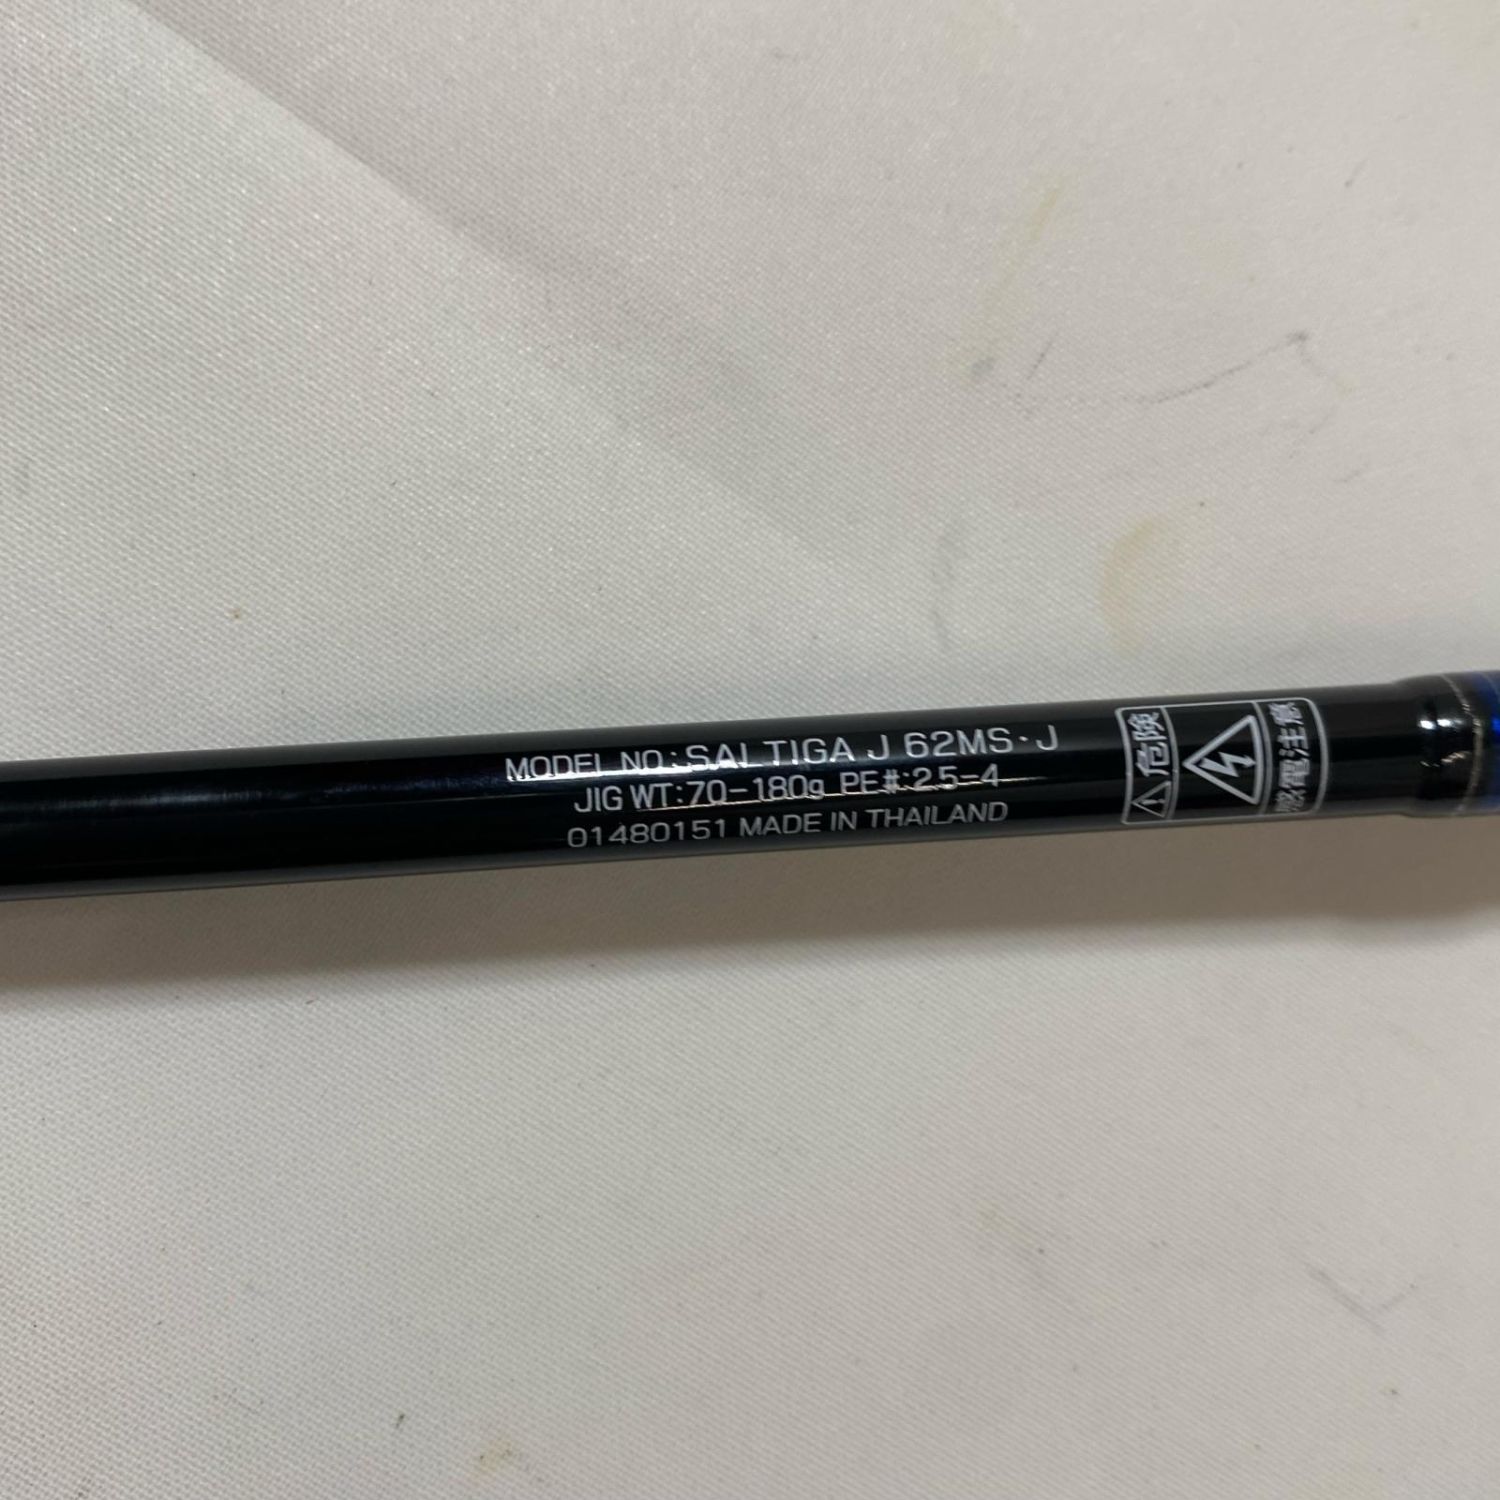 MODEL NO:SALTIGA J 62MS・J
JIG WT:70-180g PE#:2.5-4
01480151 MADE IN THAILAND
危険
感電注意